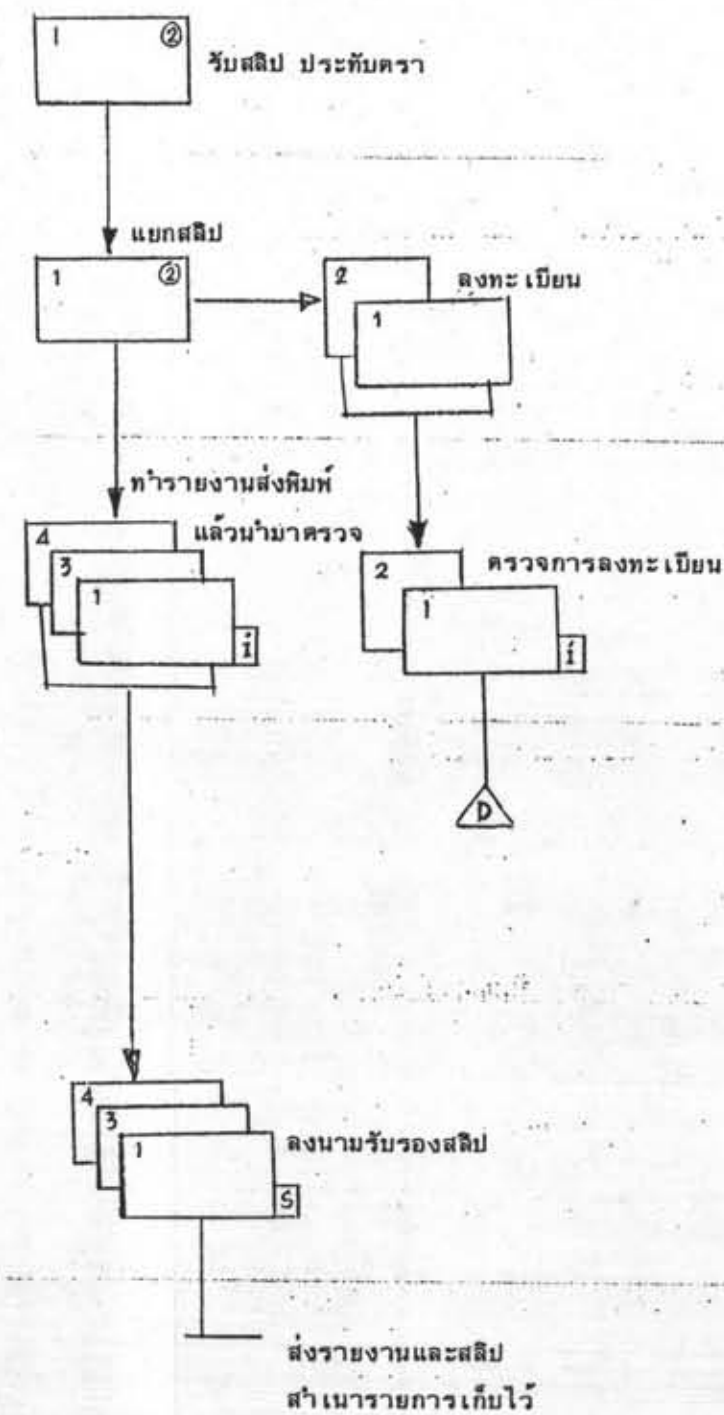 1 ②
รับสลิป ประทับตรา
แยกสลิป
1 ②
2
ลงทะเบียน
1
ทำรายงานส่งพิมพ์
แล้วนำมาตรวจ
4
3
1
i
ตรวจการลงทะเบียน
2
1
i
D
4
3
1
ลงนามรับรองสลิป
S
ส่งรายงานและสลิป
สำเนารายการเก็บไว้